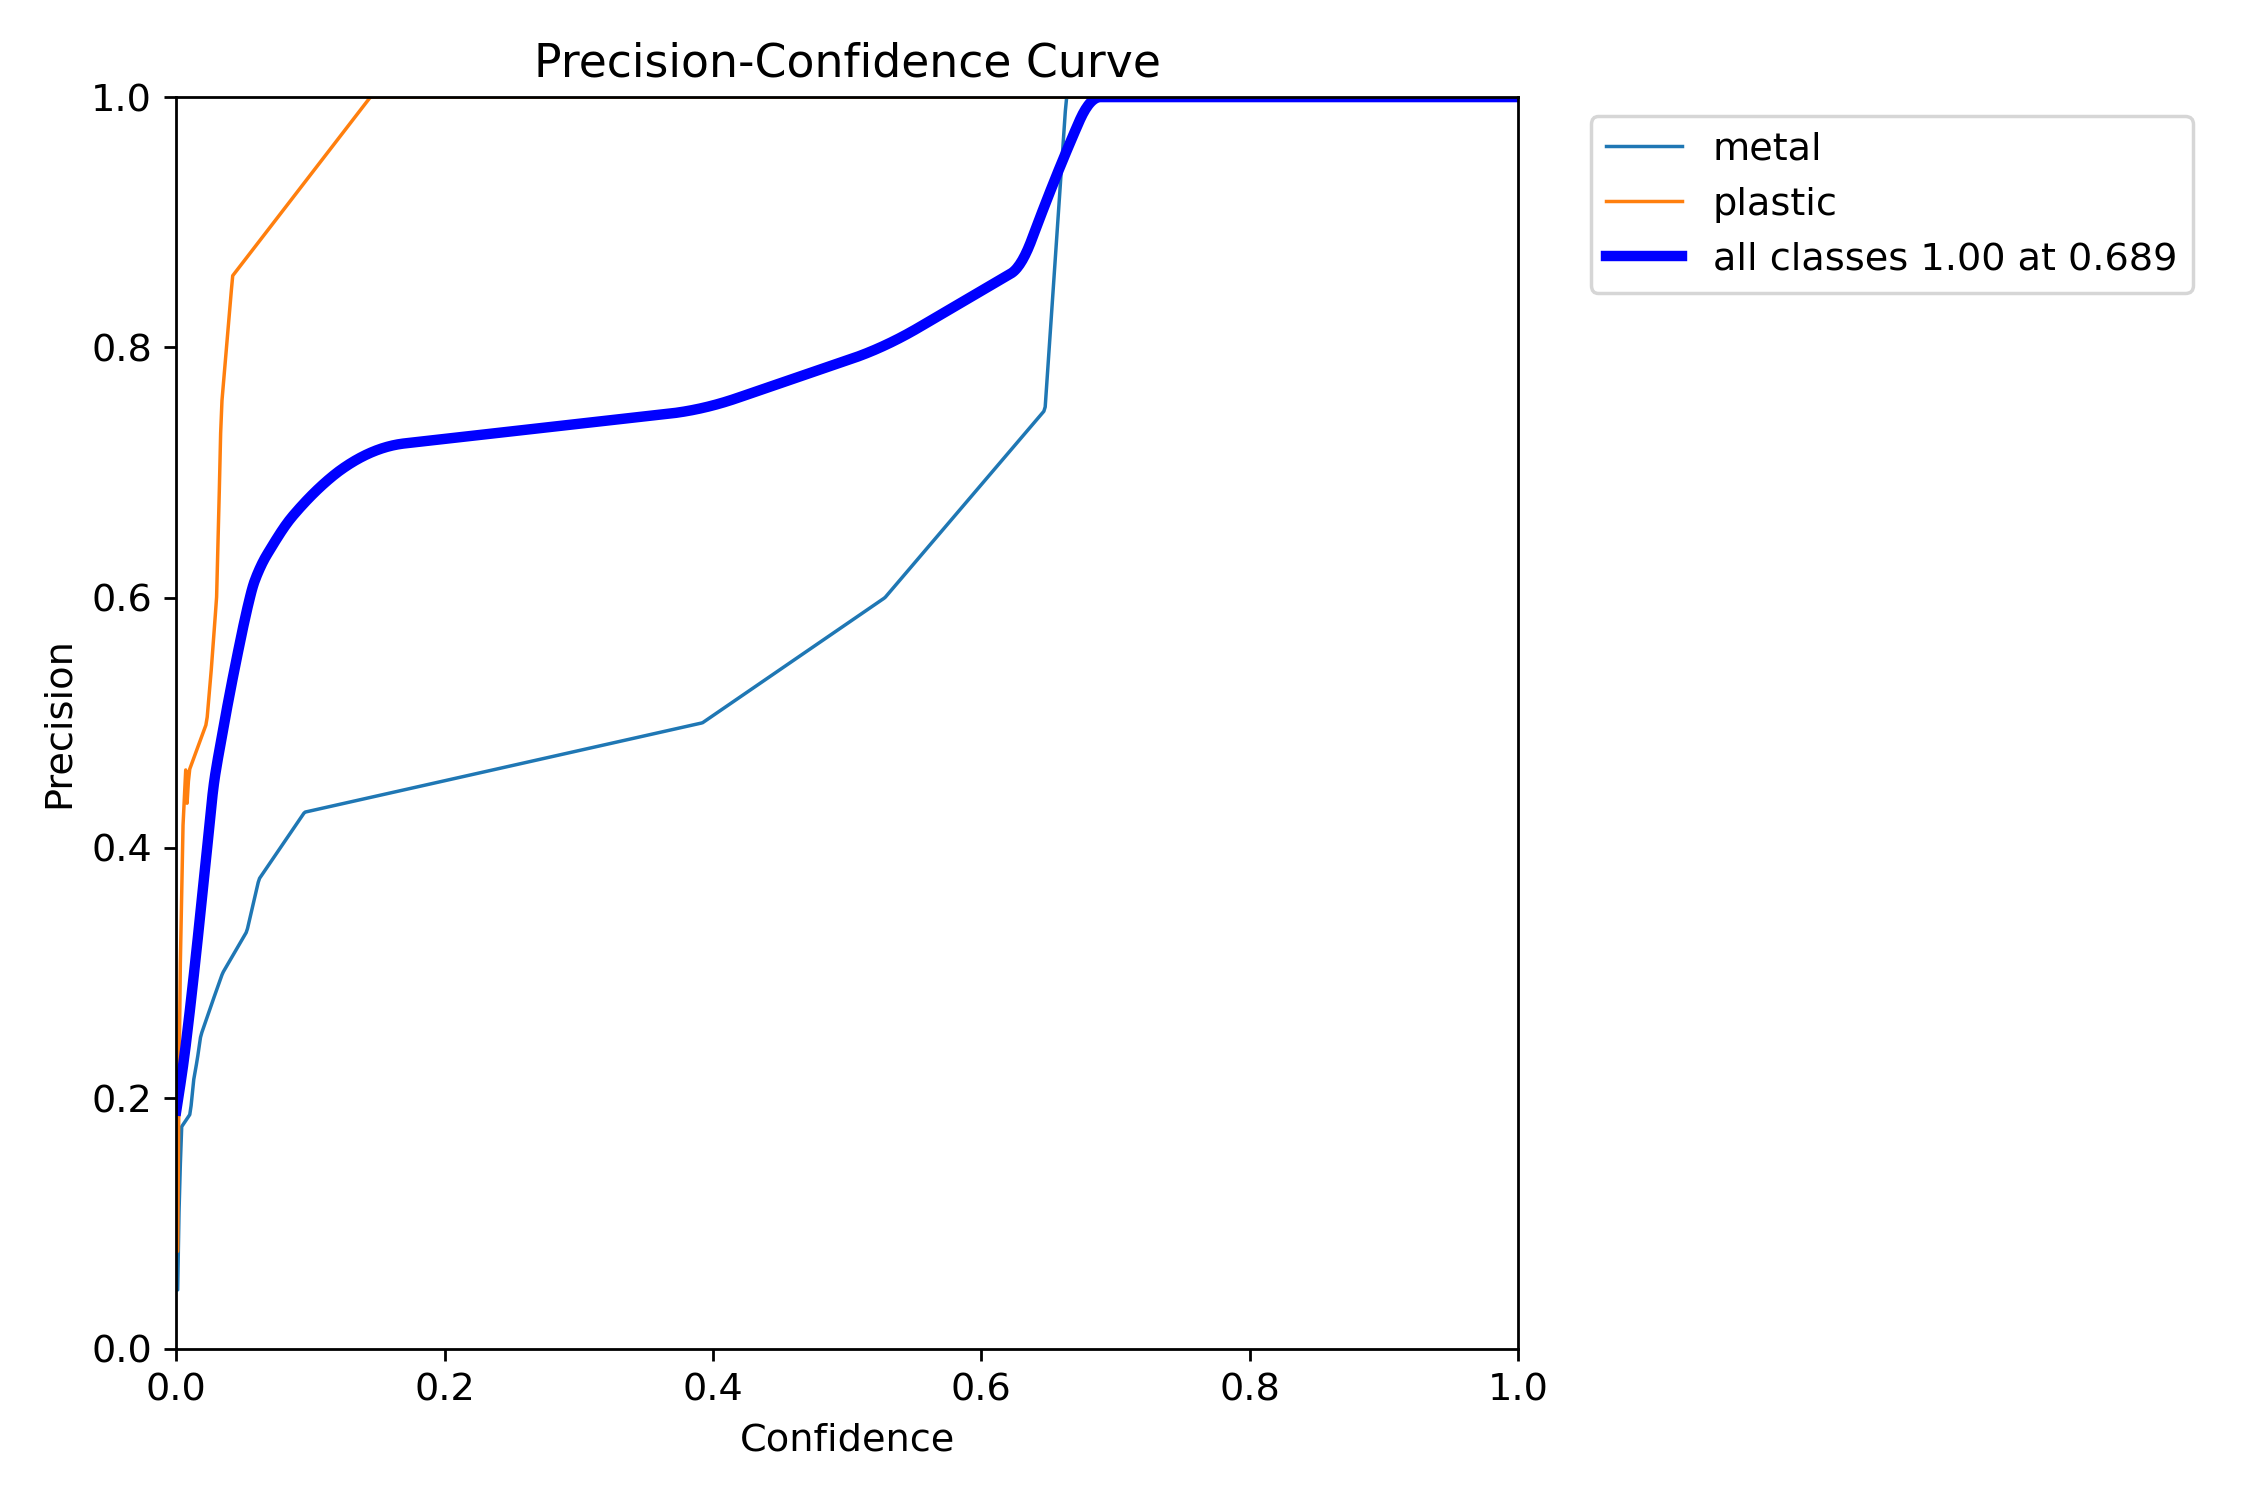 Precision-Confidence Curve
1.0
0.8
0.6
0.4
0.2
0.0
Precision
0.0 0.2 0.4 0.6 0.8 1.0
Confidence
metal
plastic
all classes 1.00 at 0.689